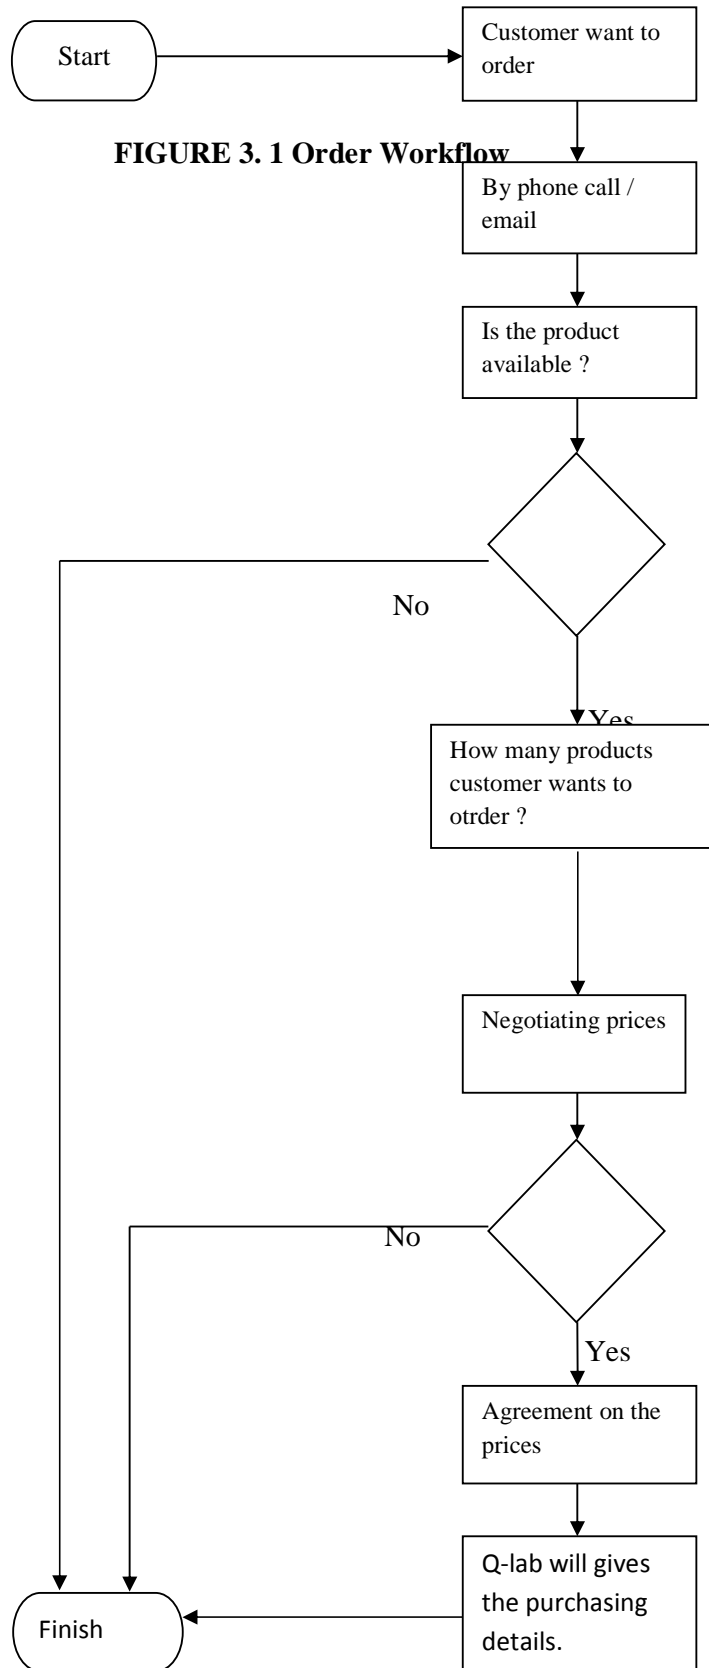 Start
Customer want to
order
FIGURE 3. 1 Order Workflow
By phone call /
email
Is the product
available ?
No
Yes
How many products
customer wants to
otrder ?
Negotiating prices
No
Yes
Agreement on the
prices
Q-lab will gives
the purchasing
details.
Finish